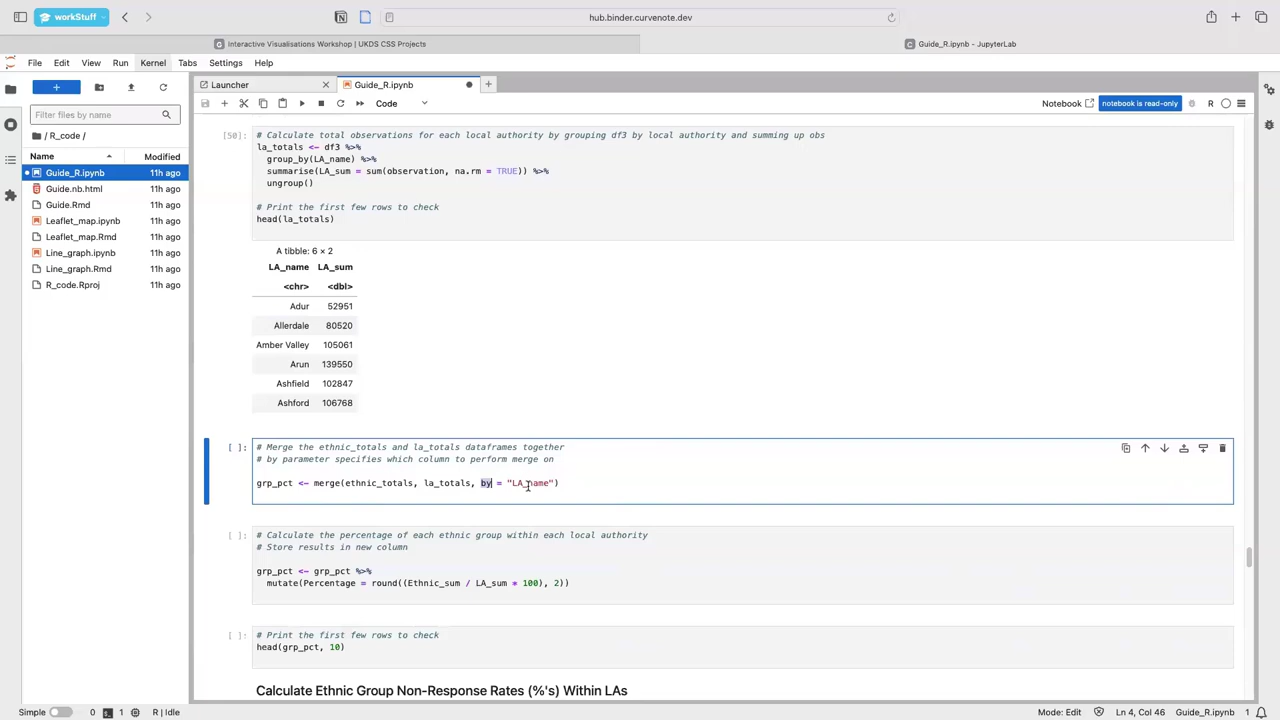 workStuff
hub.binder.curvenote.dev
Interactive Visualisations Workshop | UKDS CSS Projects
Guide_R.ipynb - JupyterLab
File Edit View Run Kernel Tabs Settings Help
Launcher
Guide_R.ipynb
Filter files by name
Code
Notebook
notebook is read-only
R
/ R_code /
Name Modified
Guide_R.ipynb 11h ago
Guide.nb.html 11h ago
Guide.Rmd 11h ago
Leaflet_map.ipynb 11h ago
Leaflet_map.Rmd 11h ago
Line_graph.ipynb 11h ago
Line_graph.Rmd 11h ago
R_code.Rproj 11h ago
[50]:
# Calculate total observations for each local authority by grouping df3 by local authority and summing up obs
la_totals <- df3 %>%
group_by(LA_name) %>%
summarise(LA_sum = sum(observation, na.rm = TRUE)) %>%
ungroup()
# Print the first few rows to check
head(la_totals)
A tibble: 6 × 2
LA_name LA_sum
<chr> <dbl>
Adur 52951
Allerdale 80520
Amber Valley 105061
Arun 139550
Ashfield 102847
Ashford 106768
[ ]:
# Merge the ethnic_totals and la_totals dataframes together
# by parameter specifies which column to perform merge on
grp_pct <- merge(ethnic_totals, la_totals, by = "LA_name")
[ ]:
# Calculate the percentage of each ethnic group within each local authority
# Store results in new column
grp_pct <- grp_pct %>%
mutate(Percentage = round((Ethnic_sum / LA_sum * 100), 2))
[ ]:
# Print the first few rows to check
head(grp_pct, 10)
Calculate Ethnic Group Non-Response Rates (%'s) Within LAs
Simple 0 1 R | Idle
Mode: Edit Ln 4, Col 46 Guide_R.ipynb 1